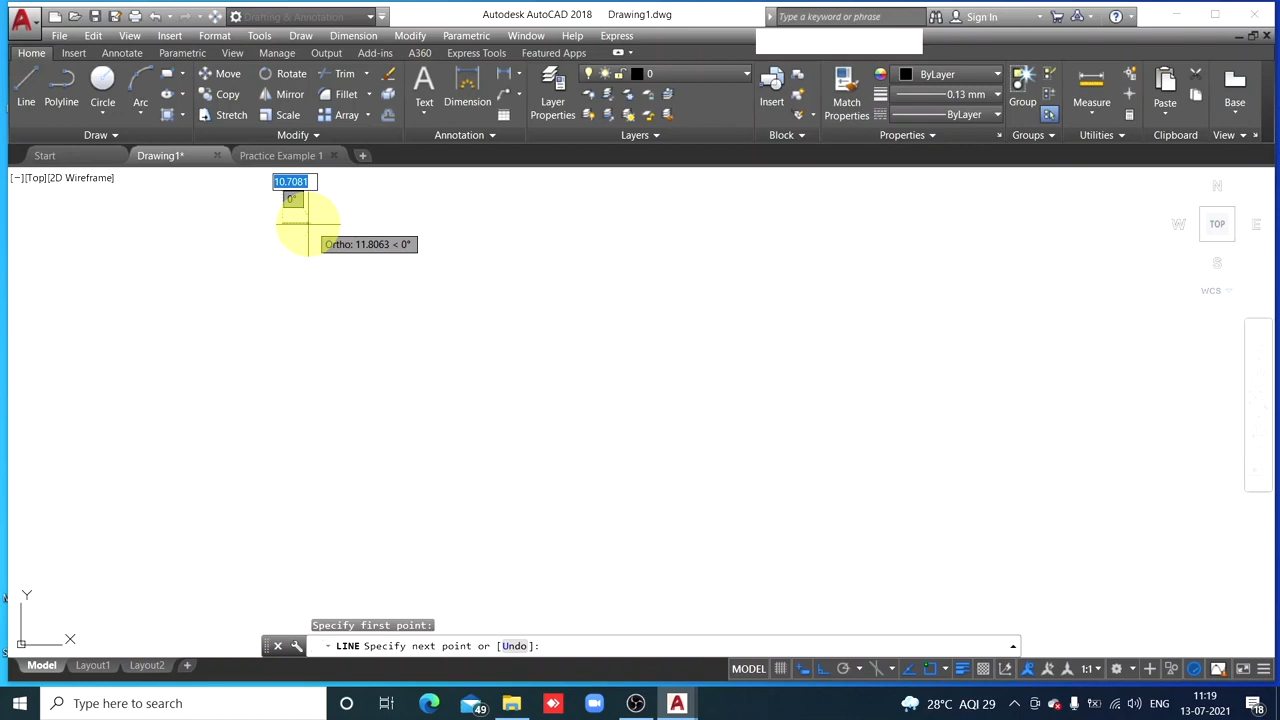 Drafting & Annotation
Autodesk AutoCAD 2018 Drawing1.dwg
Type a keyword or phrase
Sign In
File Edit View Insert Format Tools Draw Dimension Modify Parametric Window Help Express
Home Insert Annotate Parametric View Manage Output Add-ins A360 Express Tools Featured Apps
Line
Polyline
Circle
Arc
Move
Copy
Stretch
Rotate
Mirror
Scale
Trim
Fillet
Array
Text
Dimension
Layer
Properties
0
Insert
Match
Properties
ByLayer
0.13 mm
ByLayer
Group
Measure
Paste
Base
Draw Modify Annotation Layers Block Properties Groups Utilities Clipboard View
Start Drawing1* Practice Example 1
[−][Top][2D Wireframe]
10.7081
0°
Ortho: 11.8063 < 0°
N
W TOP E
S
WCS
Y
X
Specify first point:
LINE Specify next point or [Undo]:
Model Layout1 Layout2
MODEL
1:1
Type here to search
49
28°C AQI 29
ENG
11:19
13-07-2021
18